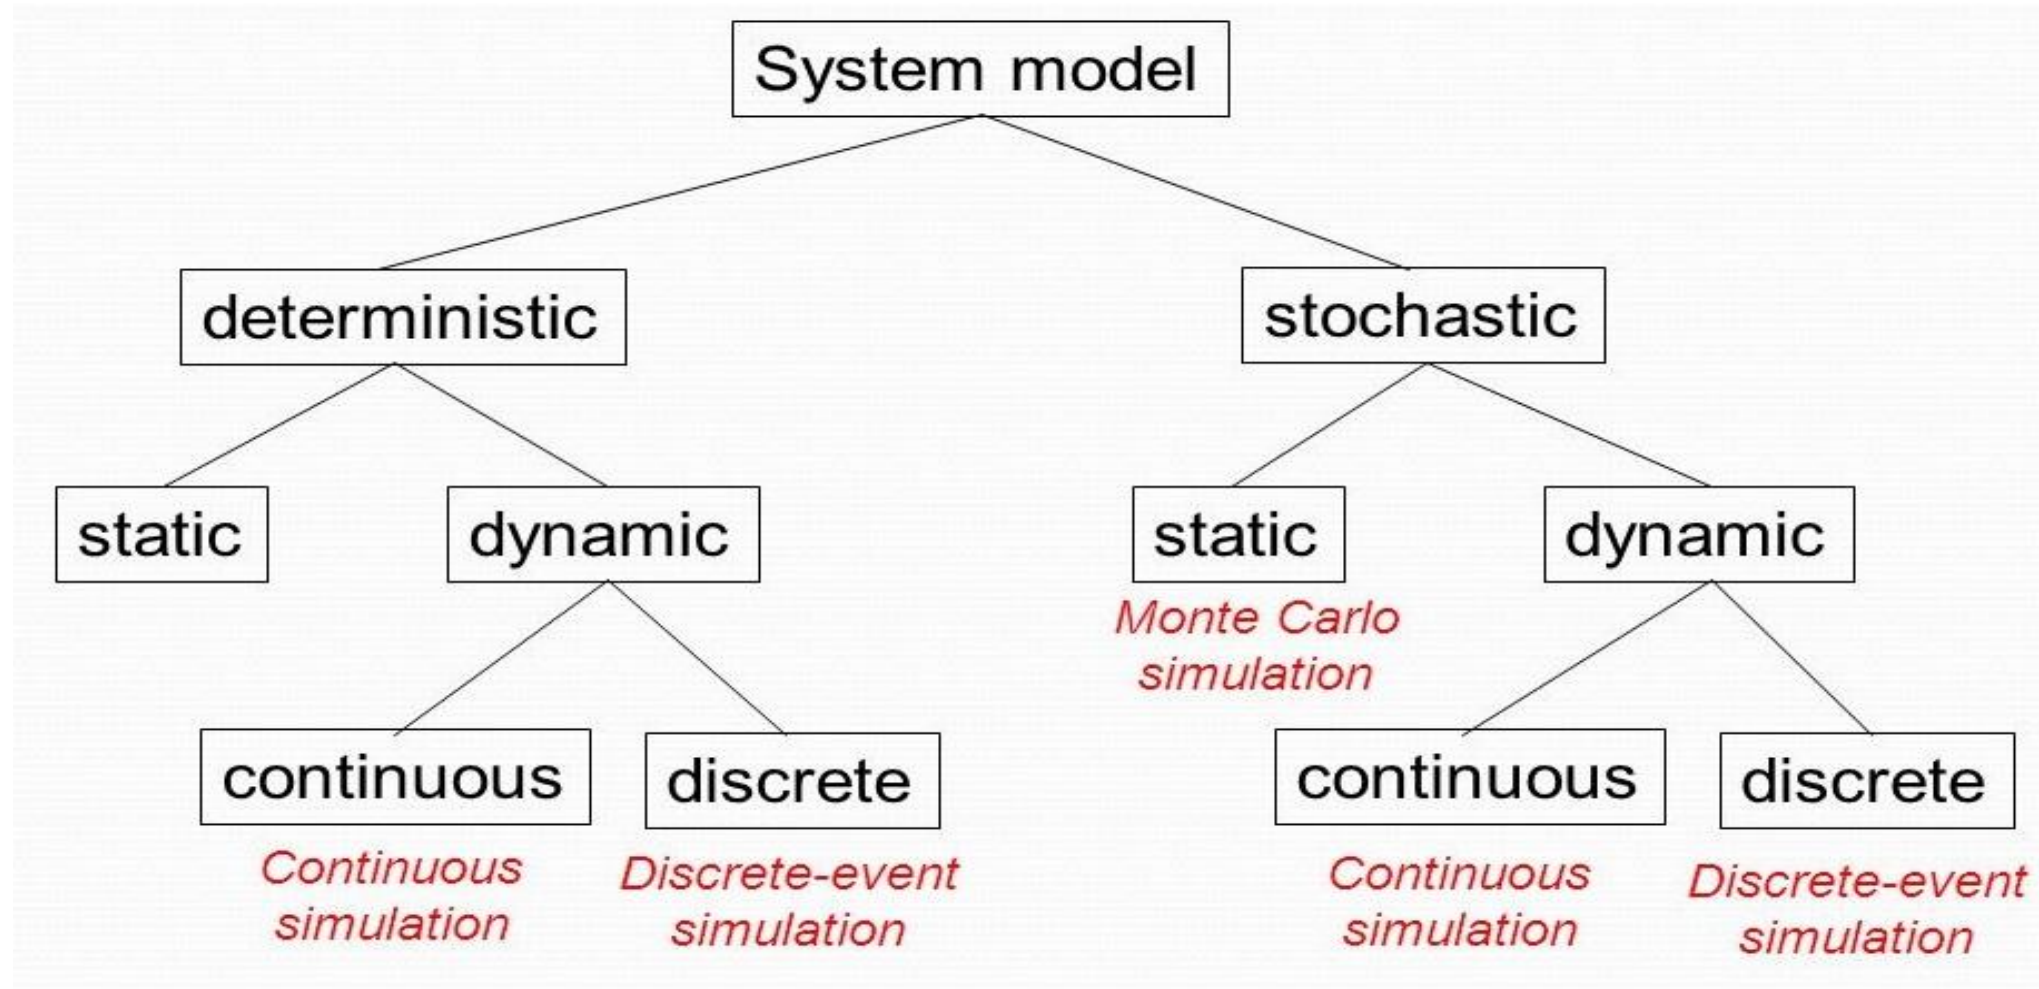 System model
deterministic
stochastic
static
dynamic
static
dynamic
Monte Carlo
simulation
continuous
discrete
continuous
discrete
Continuous
simulation
Discrete-event
simulation
Continuous
simulation
Discrete-event
simulation